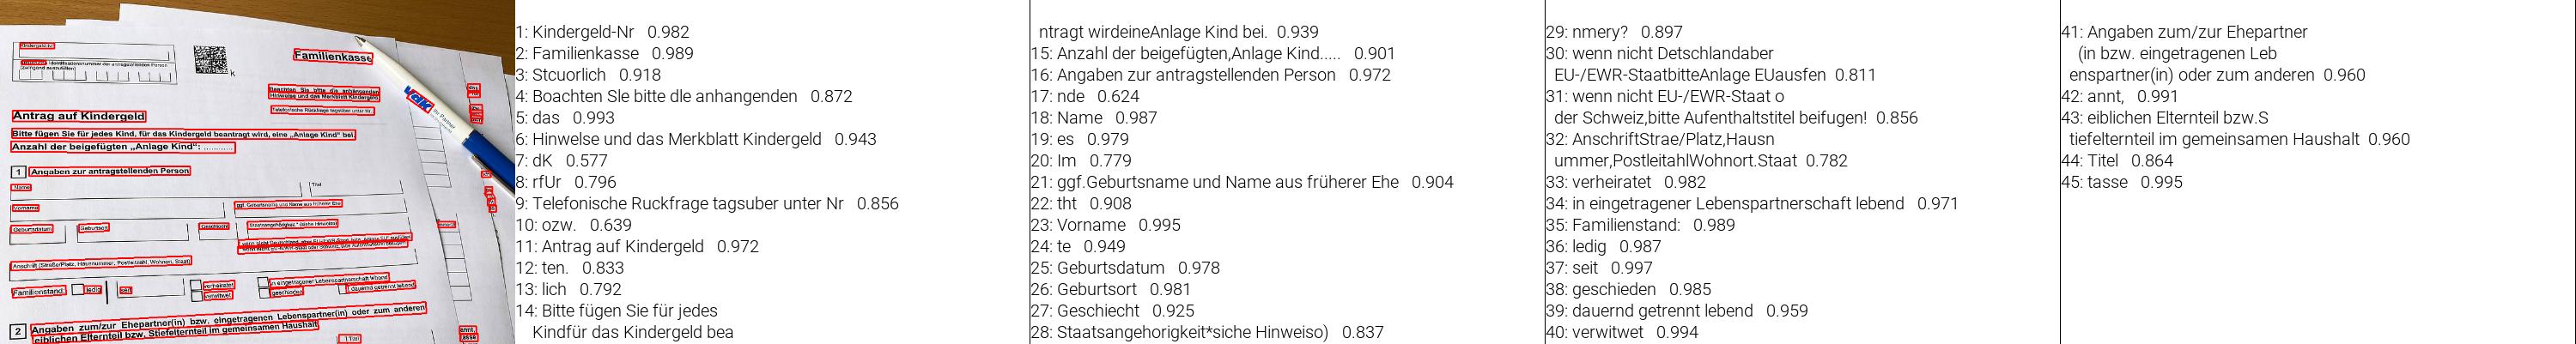 Kindergeld-Nr
Familienkasse
Beachten Sie bitte die anhängenden
Hinweise und das Merkblatt Kindergeld
Telefonische Rückfrage tagsüber unter Nr.
Antrag auf Kindergeld
Bitte fügen Sie für jedes Kind, für das Kindergeld beantragt wird, eine „Anlage Kind“ bei.
Anzahl der beigefügten „Anlage Kind“: ............
1 Angaben zur antragstellenden Person
Name
Titel
Vorname
ggf. Geburtsname und Name aus früherer Ehe
Geburtsdatum
Geburtsort
Geschlecht
Staatsangehörigkeit* (siehe Hinweise)
Anschrift (Straße/Platz, Hausnummer, Postleitzahl, Wohnort, Staat)
Familienstand:
ledig
seit
verheiratet
in eingetragener Lebenspartnerschaft lebend
verwitwet
geschieden
dauernd getrennt lebend
2 Angaben zum/zur Ehepartner(in) bzw. eingetragenen Lebenspartner(in) oder zum anderen
eiblichen Elternteil bzw. Stiefelternteil im gemeinsamen Haushalt
Titel
1: Kindergeld-Nr 0.982
2: Familienkasse 0.989
3: Stcuorlich 0.918
4: Boachten Sle bitte dle anhangenden 0.872
5: das 0.993
6: Hinwelse und das Merkblatt Kindergeld 0.943
7: dK 0.577
8: rfUr 0.796
9: Telefonische Ruckfrage tagsuber unter Nr 0.856
10: ozw. 0.639
11: Antrag auf Kindergeld 0.972
12: ten. 0.833
13: lich 0.792
14: Bitte fügen Sie für jedes
Kindfür das Kindergeld bea
ntragt wirdeineAnlage Kind bei. 0.939
15: Anzahl der beigefügten,Anlage Kind..... 0.901
16: Angaben zur antragstellenden Person 0.972
17: nde 0.624
18: Name 0.987
19: es 0.979
20: Im 0.779
21: ggf.Geburtsname und Name aus früherer Ehe 0.904
22: tht 0.908
23: Vorname 0.995
24: te 0.949
25: Geburtsdatum 0.978
26: Geburtsort 0.981
27: Geschiecht 0.925
28: Staatsangehorigkeit*siche Hinweiso) 0.837
29: nmery? 0.897
30: wenn nicht Detschlandaber
EU-/EWR-StaatbitteAnlage EUausfen 0.811
31: wenn nicht EU-/EWR-Staat o
der Schweiz,bitte Aufenthaltstitel beifugen! 0.856
32: AnschriftStrae/Platz,Hausn
ummer,PostleitahlWohnort.Staat 0.782
33: verheiratet 0.982
34: in eingetragener Lebenspartnerschaft lebend 0.971
35: Familienstand: 0.989
36: ledig 0.987
37: seit 0.997
38: geschieden 0.985
39: dauernd getrennt lebend 0.959
40: verwitwet 0.994
41: Angaben zum/zur Ehepartner
(in bzw. eingetragenen Leb
enspartner(in) oder zum anderen 0.960
42: annt, 0.991
43: eiblichen Elternteil bzw.S
tiefelternteil im gemeinsamen Haushalt 0.960
44: Titel 0.864
45: tasse 0.995